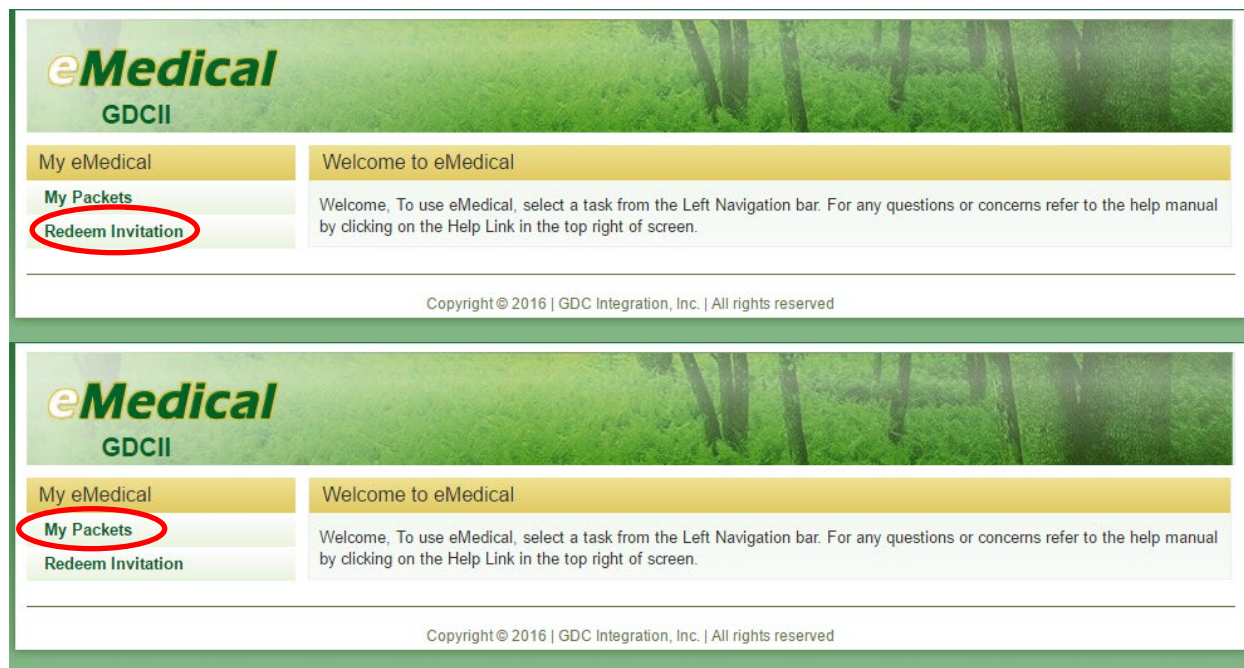 eMedical
GDCII
My eMedical
Welcome to eMedical
My Packets
Redeem Invitation
Welcome, To use eMedical, select a task from the Left Navigation bar. For any questions or concerns refer to the help manual
by clicking on the Help Link in the top right of screen.
Copyright © 2016 | GDC Integration, Inc. | All rights reserved
eMedical
GDCII
My eMedical
Welcome to eMedical
My Packets
Redeem Invitation
Welcome, To use eMedical, select a task from the Left Navigation bar. For any questions or concerns refer to the help manual
by clicking on the Help Link in the top right of screen.
Copyright © 2016 | GDC Integration, Inc. | All rights reserved